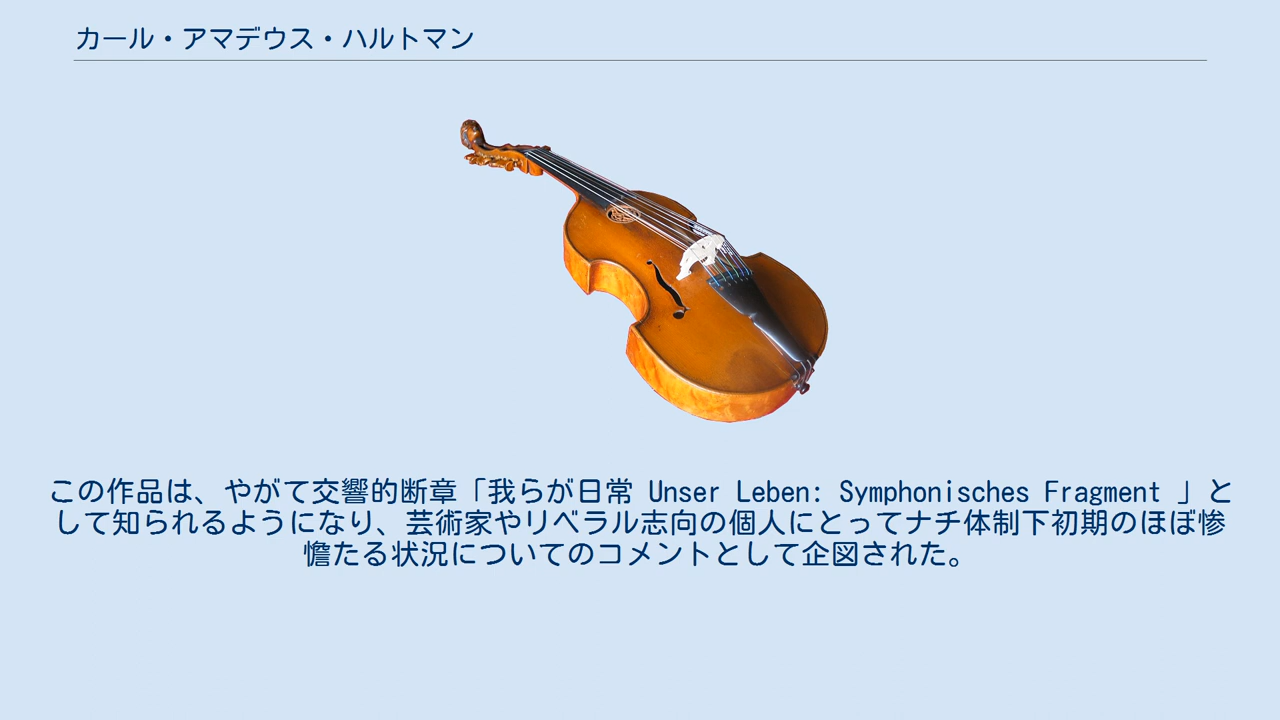 カール・アマデウス・ハルトマン
この作品は、やがて交響的断章「我らが日常 Unser Leben: Symphonisches Fragment 」と
して知られるようになり、芸術家やリベラル志向の個人にとってナチ体制下初期のほぼ惨
憺たる状況についてのコメントとして企図された。